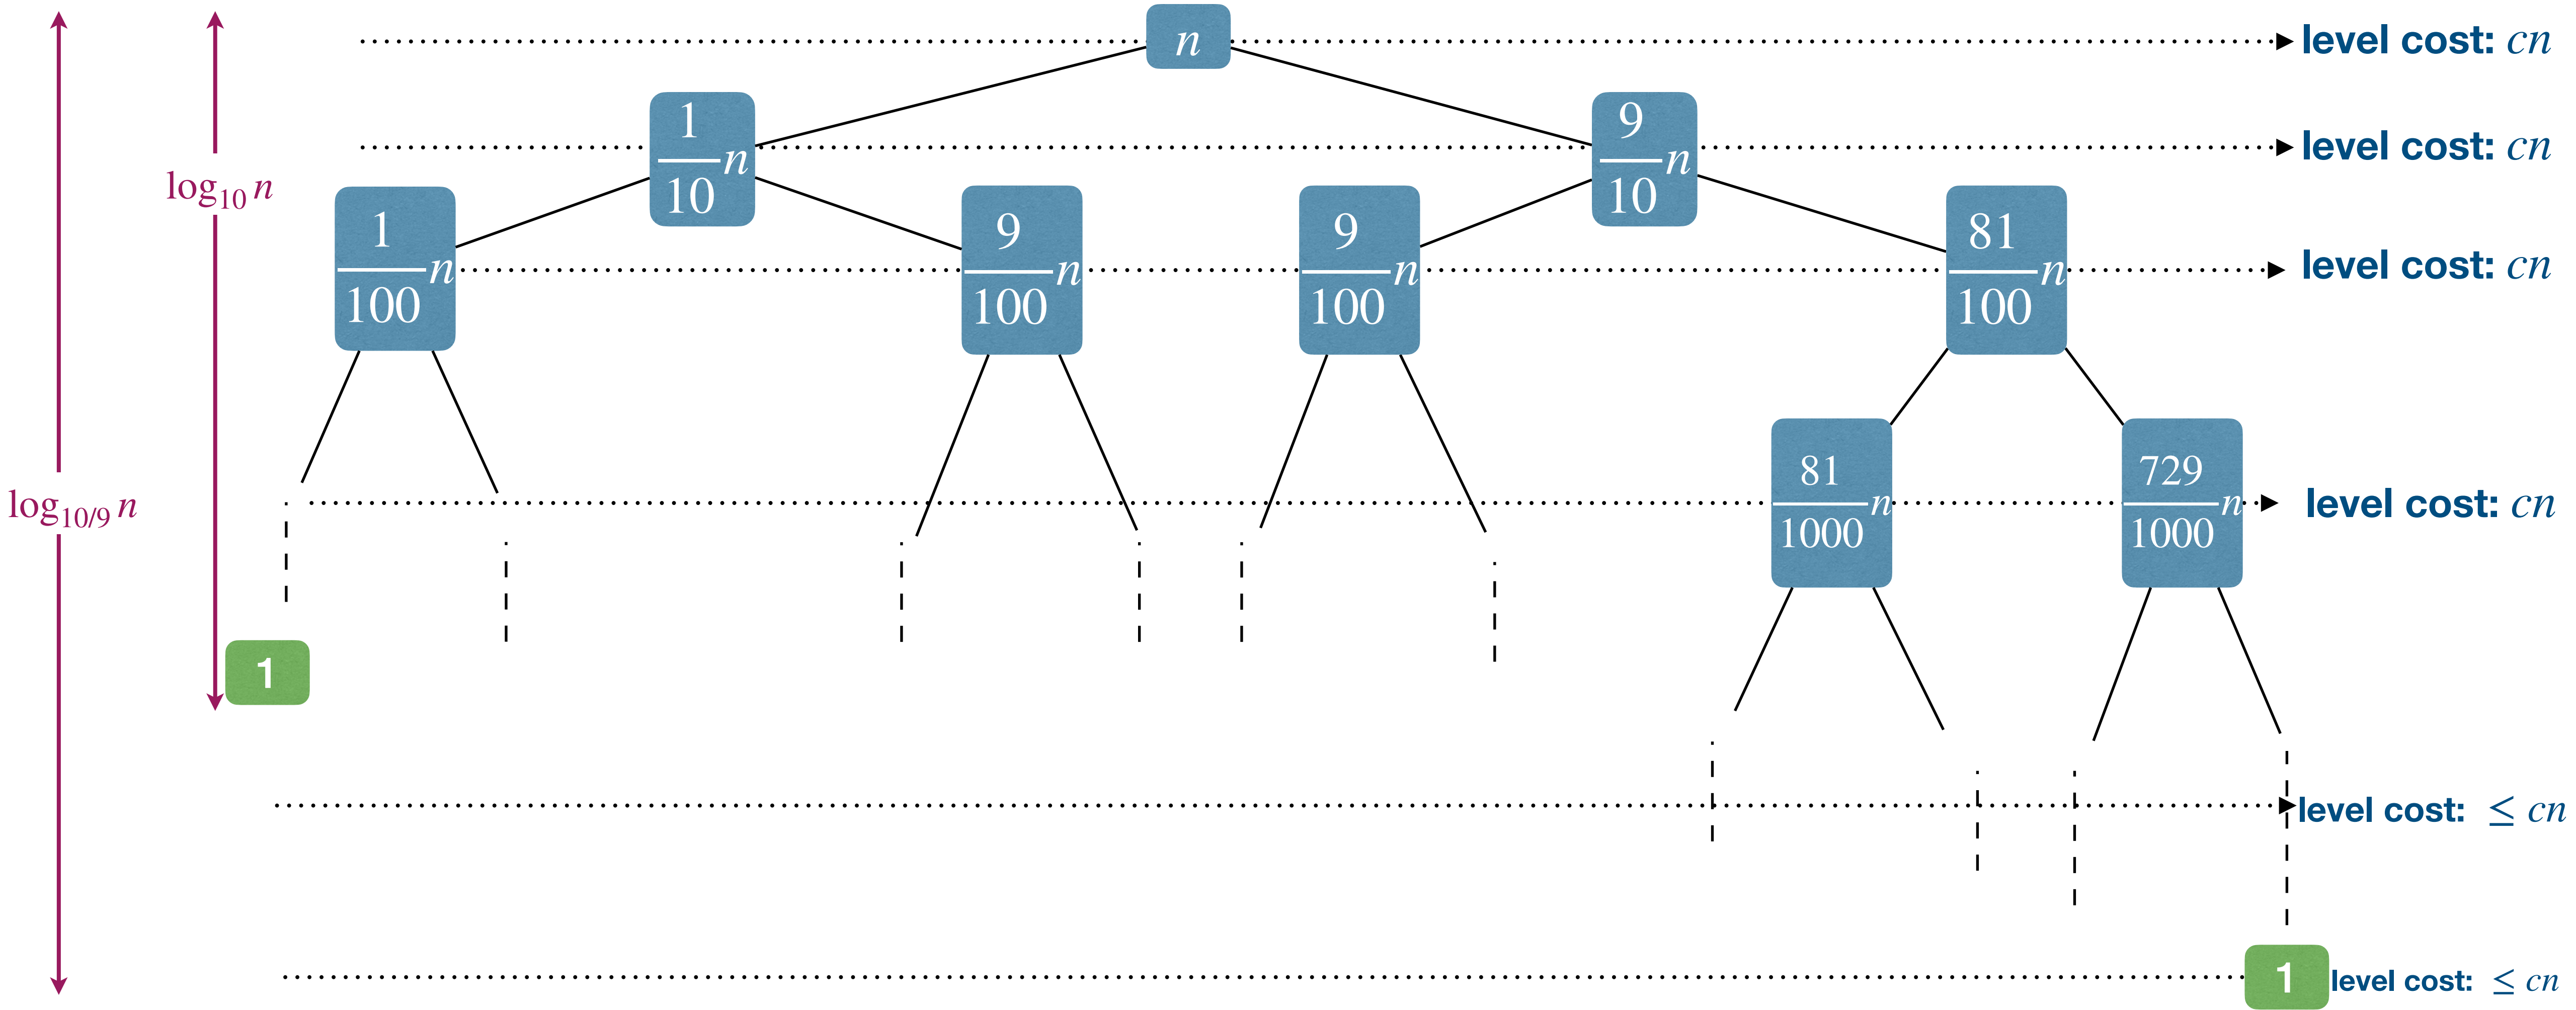 n level cost: cn
1/10 n 9/10 n level cost: cn
log₁₀ n
1/100 n 9/100 n 9/100 n 81/100 n level cost: cn
log₁₀/₉ n
81/1000 n 729/1000 n level cost: cn
1
level cost: ≤ cn
1 level cost: ≤ cn